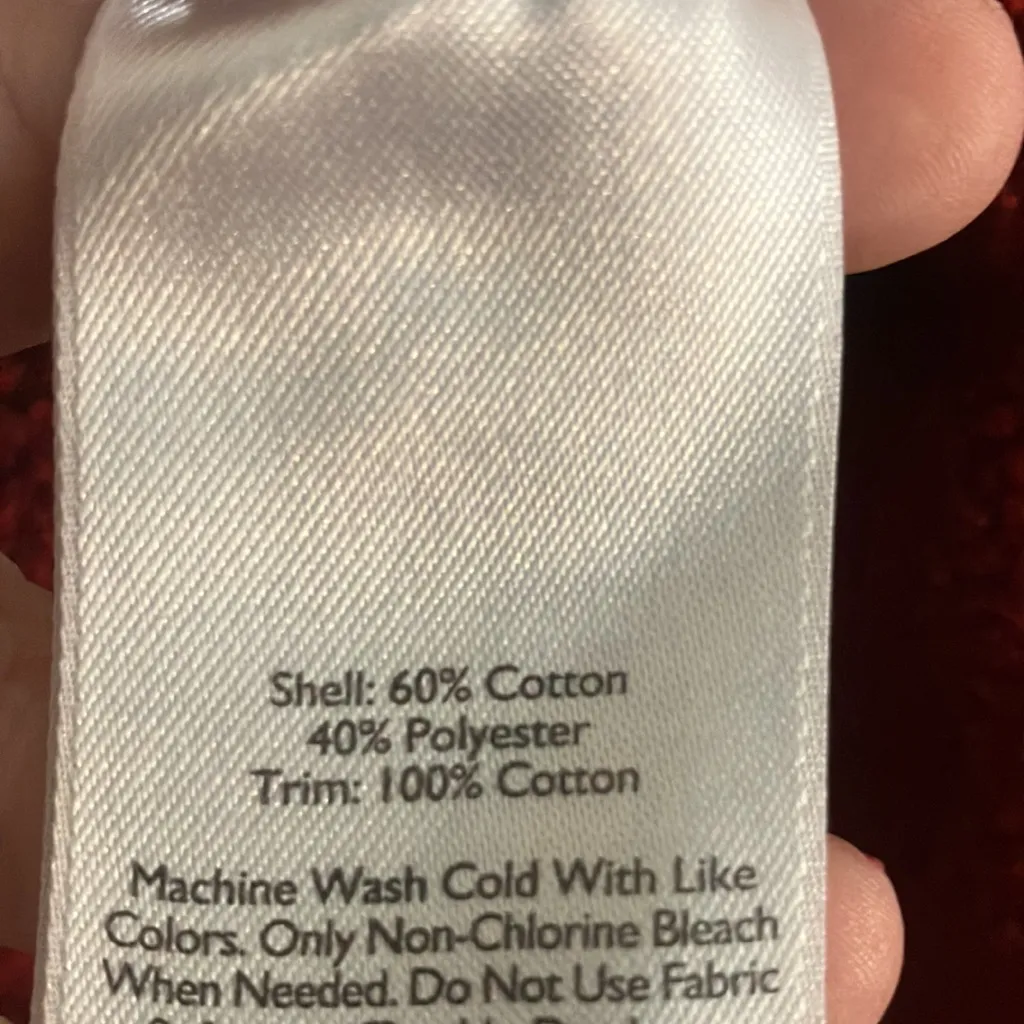 Shell: 60% Cotton
40% Polyester
Trim: 100% Cotton
Machine Wash Cold With Like
Colors. Only Non-Chlorine Bleach
When Needed. Do Not Use Fabric